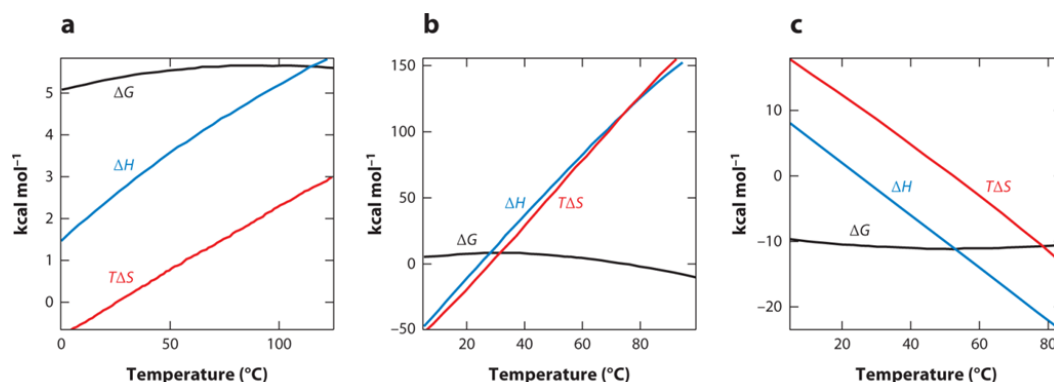 a
b
c
kcal mol⁻¹
5
4
3
2
1
0
ΔG
ΔH
TΔS
0
50
100
Temperature (°C)
kcal mol⁻¹
150
100
50
0
−50
ΔH
TΔS
ΔG
20
40
60
80
Temperature (°C)
kcal mol⁻¹
10
0
−10
−20
ΔH
TΔS
ΔG
20
40
60
80
Temperature (°C)